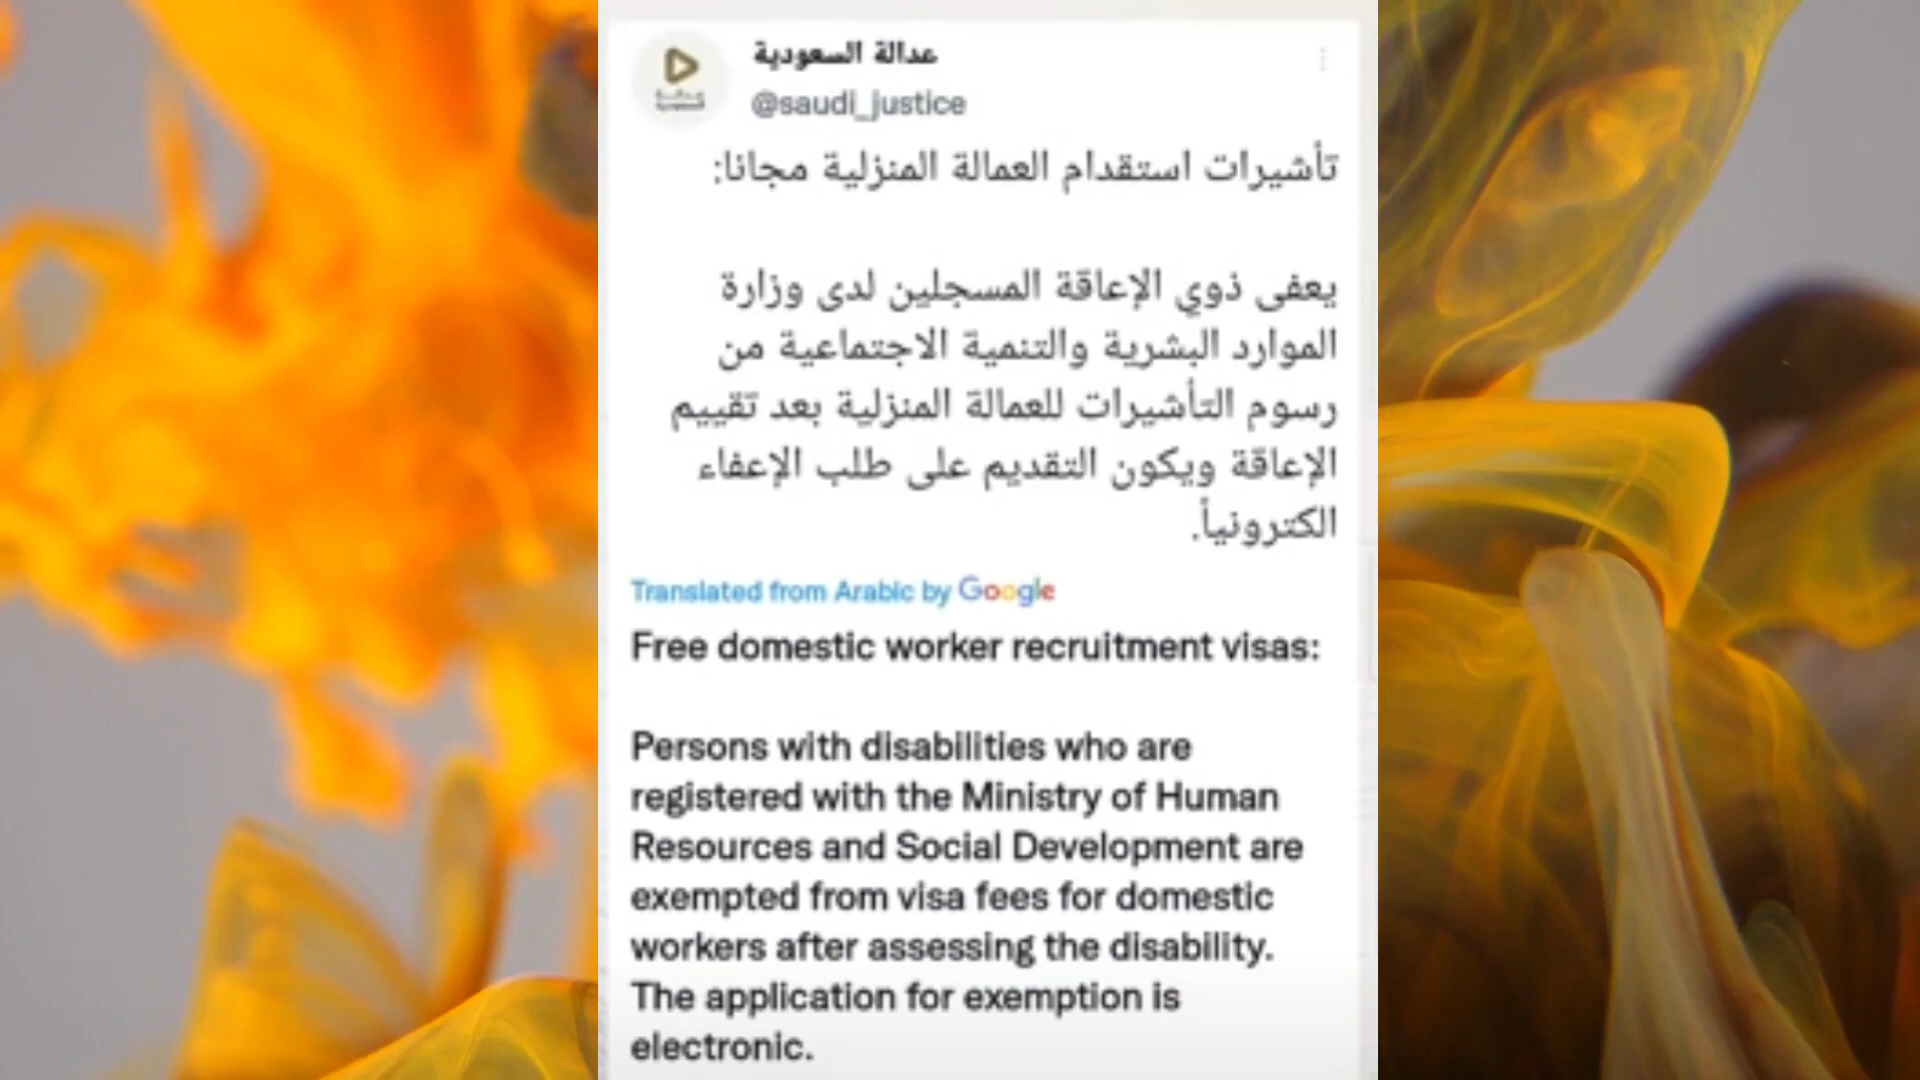 عدالة السعودية
@saudi_justice
تأشيرات استقدام العمالة المنزلية مجانا:
يعفى ذوي الإعاقة المسجلين لدى وزارة
الموارد البشرية والتنمية الاجتماعية من
رسوم التأشيرات للعمالة المنزلية بعد تقييم
الإعاقة ويكون التقديم على طلب الإعفاء
الكترونياً.
Translated from Arabic by Google
Free domestic worker recruitment visas:
Persons with disabilities who are
registered with the Ministry of Human
Resources and Social Development are
exempted from visa fees for domestic
workers after assessing the disability.
The application for exemption is
electronic.